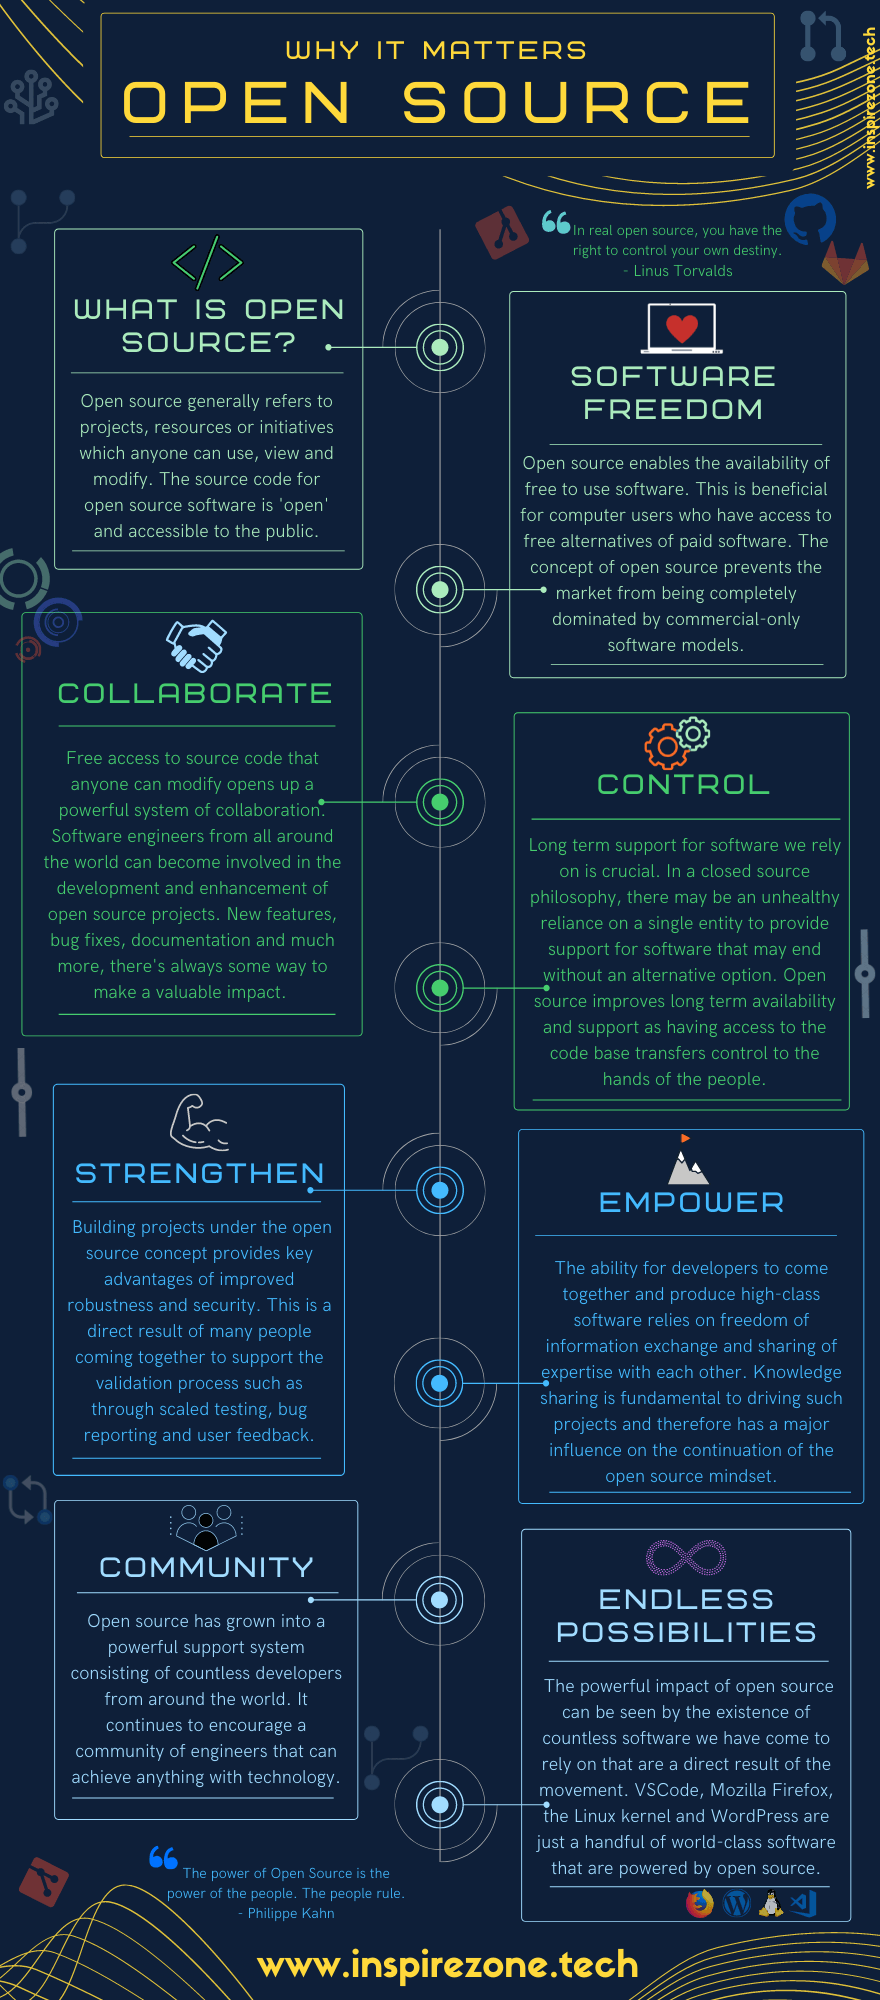 WHY IT MATTERS
OPEN SOURCE
www.inspirezone.tech
In real open source, you have the
right to control your own destiny.
- Linus Torvalds
WHAT IS OPEN
SOURCE?
Open source generally refers to
projects, resources or initiatives
which anyone can use, view and
modify. The source code for
open source software is 'open'
and accessible to the public.
SOFTWARE
FREEDOM
Open source enables the availability of
free to use software. This is beneficial
for computer users who have access to
free alternatives of paid software. The
concept of open source prevents the
market from being completely
dominated by commercial-only
software models.
COLLABORATE
Free access to source code that
anyone can modify opens up a
powerful system of collaboration.
Software engineers from all around
the world can become involved in the
development and enhancement of
open source projects. New features,
bug fixes, documentation and much
more, there's always some way to
make a valuable impact.
CONTROL
Long term support for software we rely
on is crucial. In a closed source
philosophy, there may be an unhealthy
reliance on a single entity to provide
support for software that may end
without an alternative option. Open
source improves long term availability
and support as having access to the
code base transfers control to the
hands of the people.
STRENGTHEN
Building projects under the open
source concept provides key
advantages of improved
robustness and security. This is a
direct result of many people
coming together to support the
validation process such as
through scaled testing, bug
reporting and user feedback.
EMPOWER
The ability for developers to come
together and produce high-class
software relies on freedom of
information exchange and sharing of
expertise with each other. Knowledge
sharing is fundamental to driving such
projects and therefore has a major
influence on the continuation of the
open source mindset.
COMMUNITY
Open source has grown into a
powerful support system
consisting of countless developers
from around the world. It
continues to encourage a
community of engineers that can
achieve anything with technology.
ENDLESS
POSSIBILITIES
The powerful impact of open source
can be seen by the existence of
countless software we have come to
rely on that are a direct result of the
movement. VSCode, Mozilla Firefox,
the Linux kernel and WordPress are
just a handful of world-class software
that are powered by open source.
The power of Open Source is the
power of the people. The people rule.
- Philippe Kahn
www.inspirezone.tech